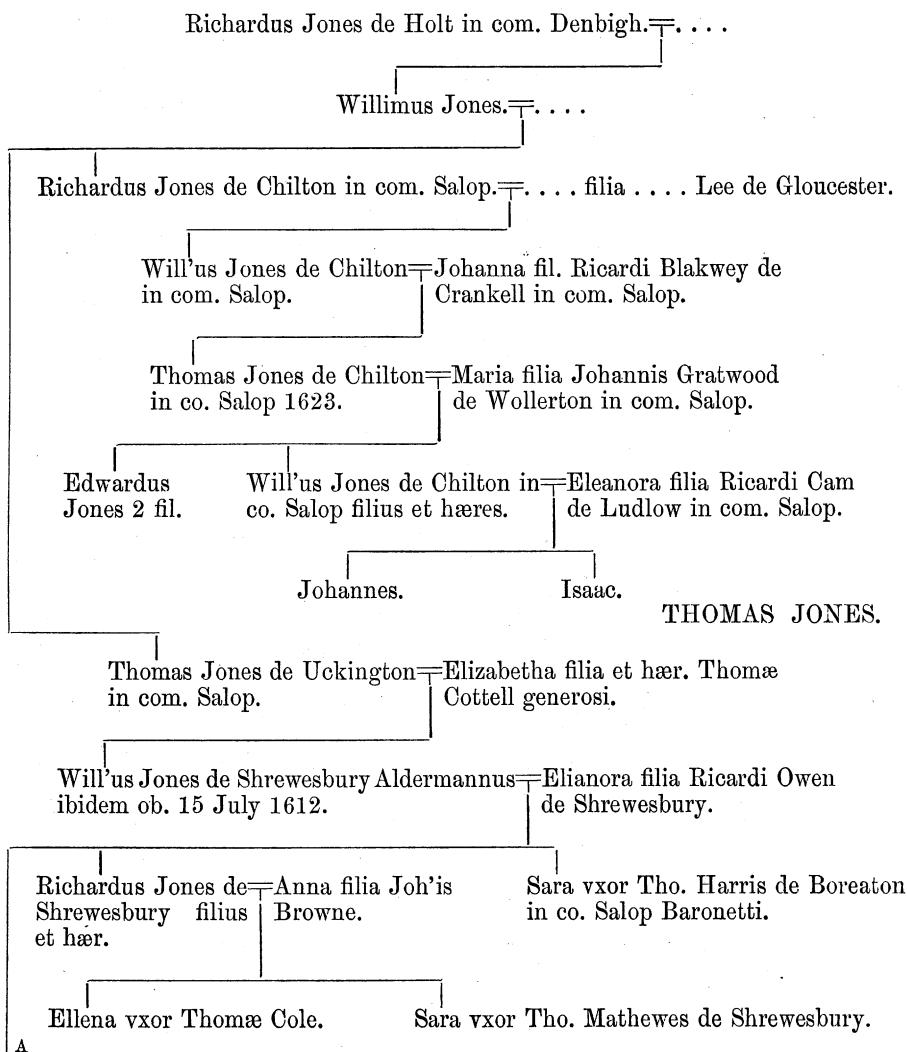 Richardus Jones de Holt in com. Denbigh.=. . . .
Willimus Jones.=. . . .
Richardus Jones de Chilton in com. Salop.=. . . . filia . . . . Lee de Gloucester.
Will'us Jones de Chilton=Johanna fil. Ricardi Blakwey de
in com. Salop. Crankell in com. Salop.
Thomas Jones de Chilton=Maria filia Johannis Gratwood
in co. Salop 1623. de Wollerton in com. Salop.
Edwardus Will'us Jones de Chilton in=Eleanora filia Ricardi Cam
Jones 2 fil. co. Salop filius et hæres. de Ludlow in com. Salop.
Johannes. Isaac.
THOMAS JONES.
Thomas Jones de Uckington=Elizabetha filia et hær. Thomæ
in com. Salop. Cottell generosi.
Will'us Jones de Shrewesbury Aldermannus=Elianora filia Ricardi Owen
ibidem ob. 15 July 1612. de Shrewesbury.
Richardus Jones de=Anna filia Joh'is Sara vxor Tho. Harris de Boreaton
Shrewesbury filius Browne. in co. Salop Baronetti.
et hær.
Ellena vxor Thomæ Cole. Sara vxor Tho. Mathewes de Shrewesbury.
A